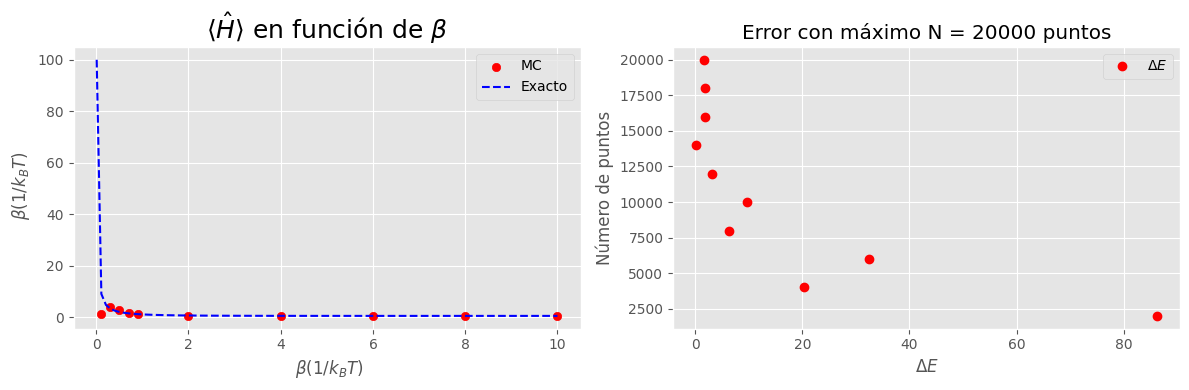 ⟨Ĥ⟩ en función de β
100
80
60
40
20
0
β(1/k_BT)
0 2 4 6 8 10
β(1/k_BT)
MC
Exacto
Error con máximo N = 20000 puntos
20000
17500
15000
12500
10000
7500
5000
2500
Número de puntos
0 20 40 60 80
ΔE
ΔE